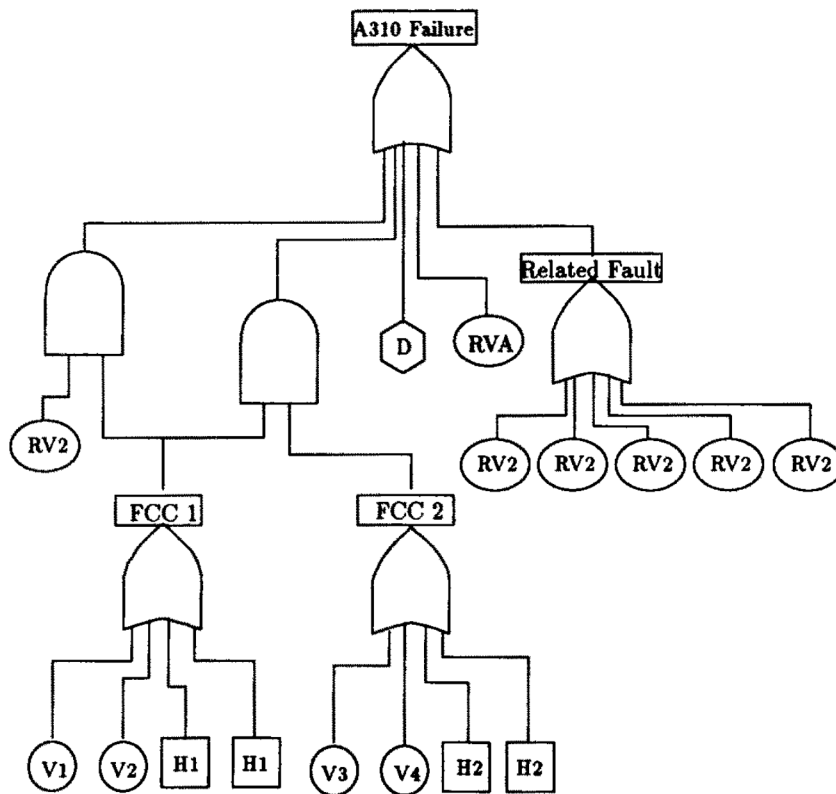 A310 Failure
Related Fault
D
RVA
RV2
RV2
RV2
RV2
RV2
RV2
FCC 1
FCC 2
V1
V2
H1
H1
V3
V4
H2
H2